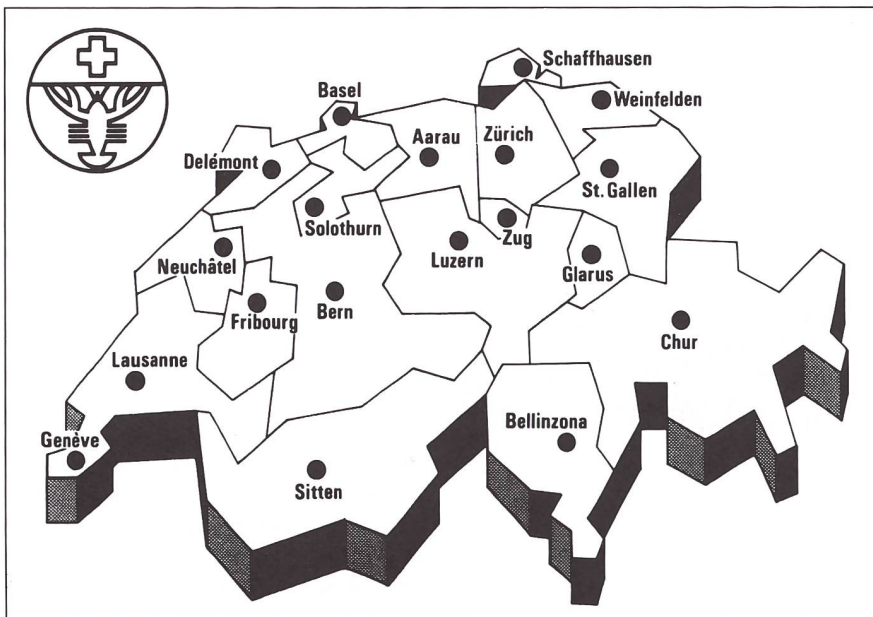 Schaffhausen
Basel
Weinfelden
Aarau
Zürich
Delémont
St. Gallen
Solothurn
Zug
Neuchâtel
Luzern
Glarus
Fribourg
Bern
Chur
Lausanne
Bellinzona
Genève
Sitten